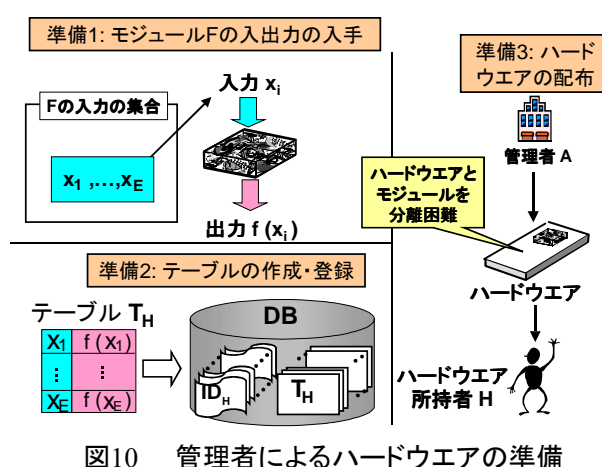 準備1: モジュールFの入出力の入手
入力 xi
Fの入力の集合
x1 ,...,xE
出力 f (xi )
準備2: テーブルの作成・登録
テーブル TH
X1 f ( x1)
⋮ ⋮
XE f (xE)
DB
IDH
TH
準備3: ハード
ウエアの配布
管理者 A
ハードウエアと
モジュールを
分離困難
ハードウエア
ハードウエア
所持者 H
図10 管理者によるハードウエアの準備